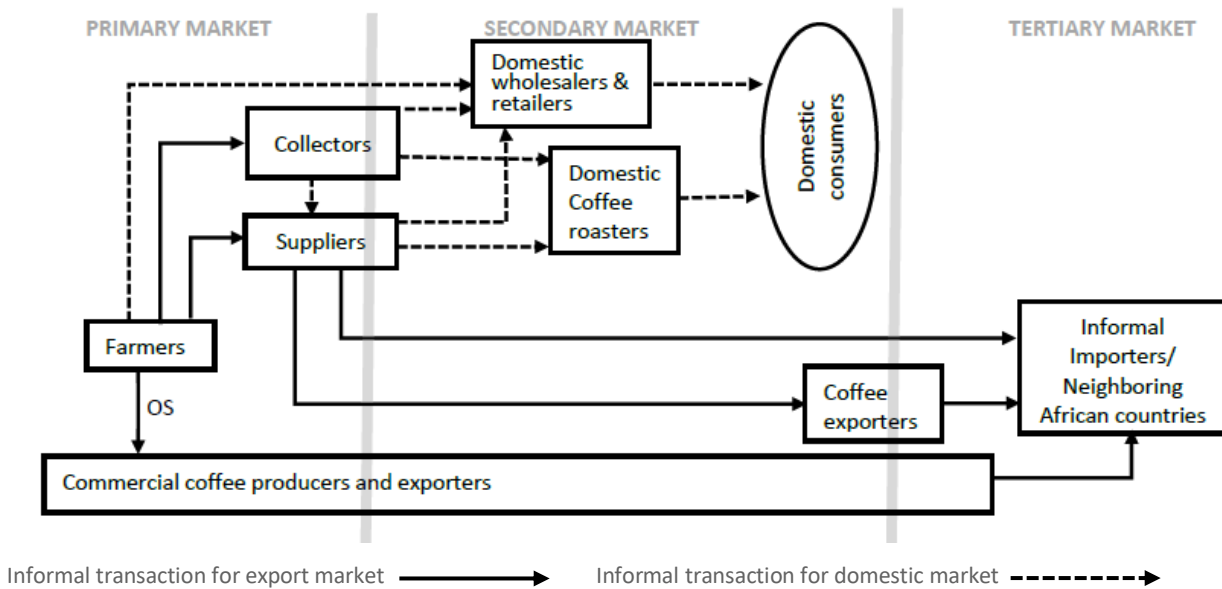 PRIMARY MARKET
SECONDARY MARKET
TERTIARY MARKET
Domestic
wholesalers &
retailers
Collectors
Domestic
Coffee
roasters
Domestic
consumers
Suppliers
Farmers
OS
Informal
Importers/
Neighboring
African countries
Coffee
exporters
Commercial coffee producers and exporters
Informal transaction for export market
Informal transaction for domestic market